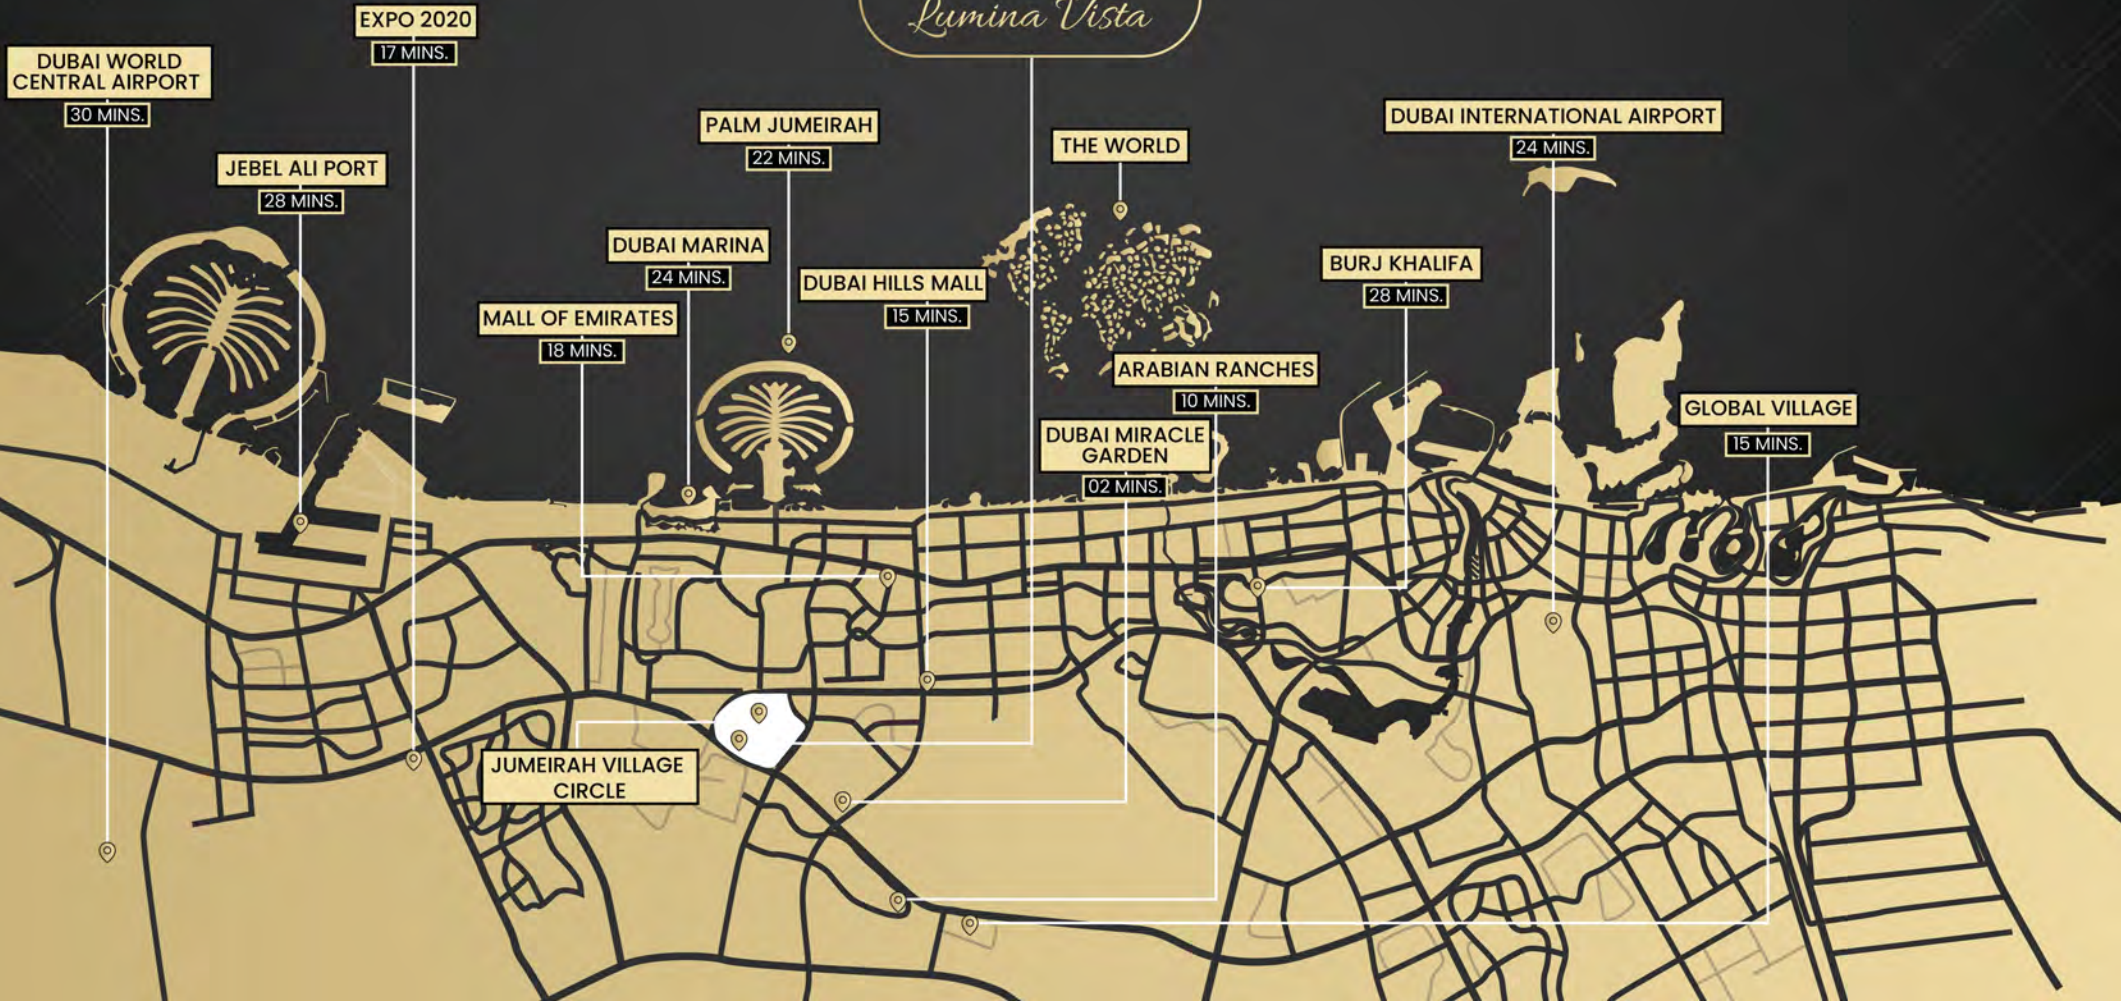 EXPO 2020
17 MINS.
Lumina Vista
DUBAI WORLD
CENTRAL AIRPORT
30 MINS.
JEBEL ALI PORT
28 MINS.
PALM JUMEIRAH
22 MINS.
THE WORLD
DUBAI INTERNATIONAL AIRPORT
24 MINS.
DUBAI MARINA
24 MINS.
DUBAI HILLS MALL
15 MINS.
BURJ KHALIFA
28 MINS.
MALL OF EMIRATES
18 MINS.
ARABIAN RANCHES
10 MINS.
DUBAI MIRACLE
GARDEN
02 MINS.
GLOBAL VILLAGE
15 MINS.
JUMEIRAH VILLAGE
CIRCLE